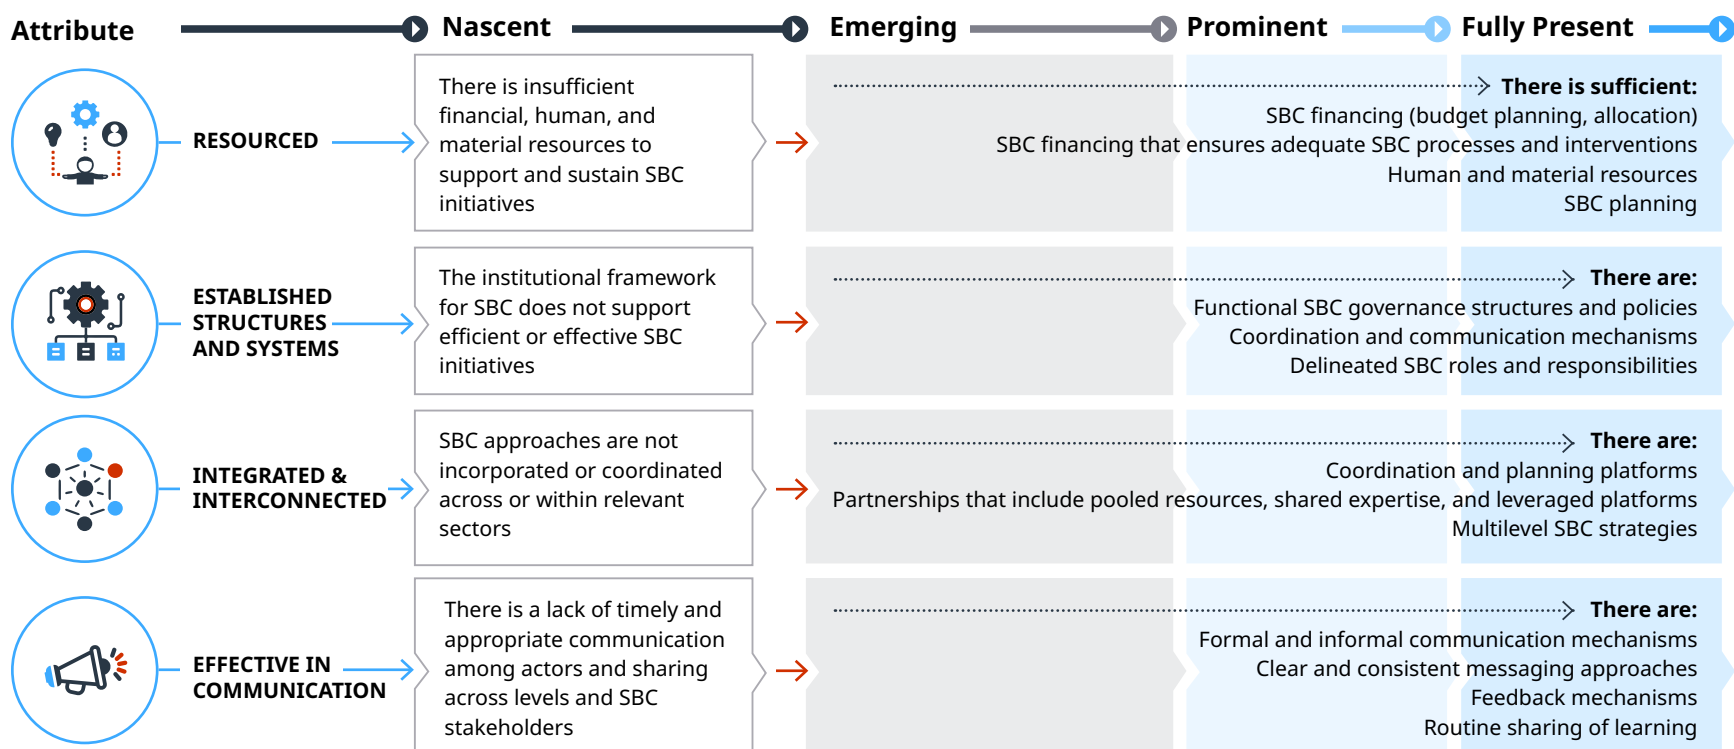 Attribute
Nascent
Emerging
Prominent
Fully Present
RESOURCED
There is insufficient
financial, human, and
material resources to
support and sustain SBC
initiatives
There is sufficient:
SBC financing (budget planning, allocation)
SBC financing that ensures adequate SBC processes and interventions
Human and material resources
SBC planning
ESTABLISHED
STRUCTURES
AND SYSTEMS
The institutional framework
for SBC does not support
efficient or effective SBC
initiatives
There are:
Functional SBC governance structures and policies
Coordination and communication mechanisms
Delineated SBC roles and responsibilities
INTEGRATED &
INTERCONNECTED
SBC approaches are not
incorporated or coordinated
across or within relevant
sectors
There are:
Coordination and planning platforms
Partnerships that include pooled resources, shared expertise, and leveraged platforms
Multilevel SBC strategies
EFFECTIVE IN
COMMUNICATION
There is a lack of timely and
appropriate communication
among actors and sharing
across levels and SBC
stakeholders
There are:
Formal and informal communication mechanisms
Clear and consistent messaging approaches
Feedback mechanisms
Routine sharing of learning